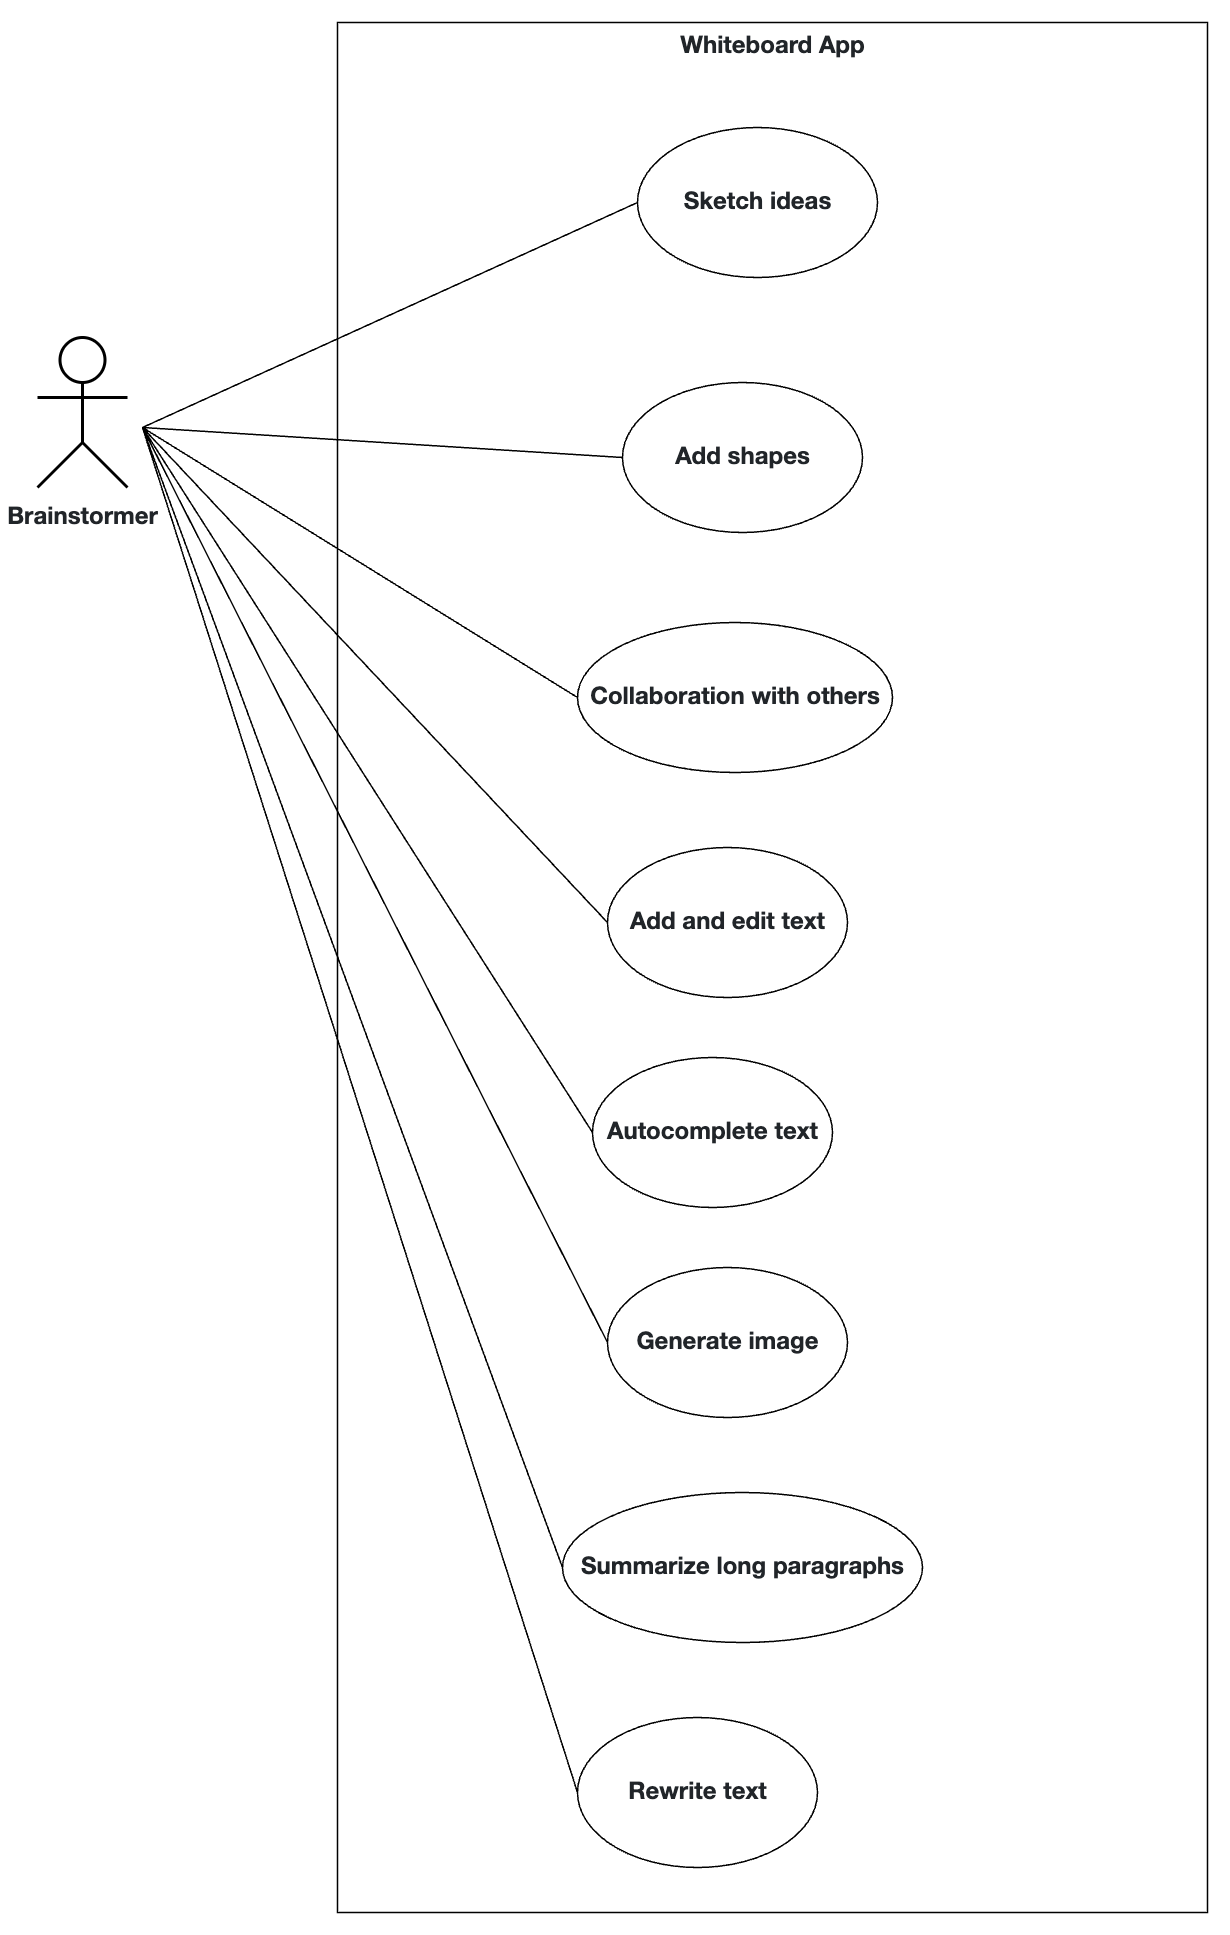 Whiteboard App
Sketch ideas
Brainstormer
Add shapes
Collaboration with others
Add and edit text
Autocomplete text
Generate image
Summarize long paragraphs
Rewrite text